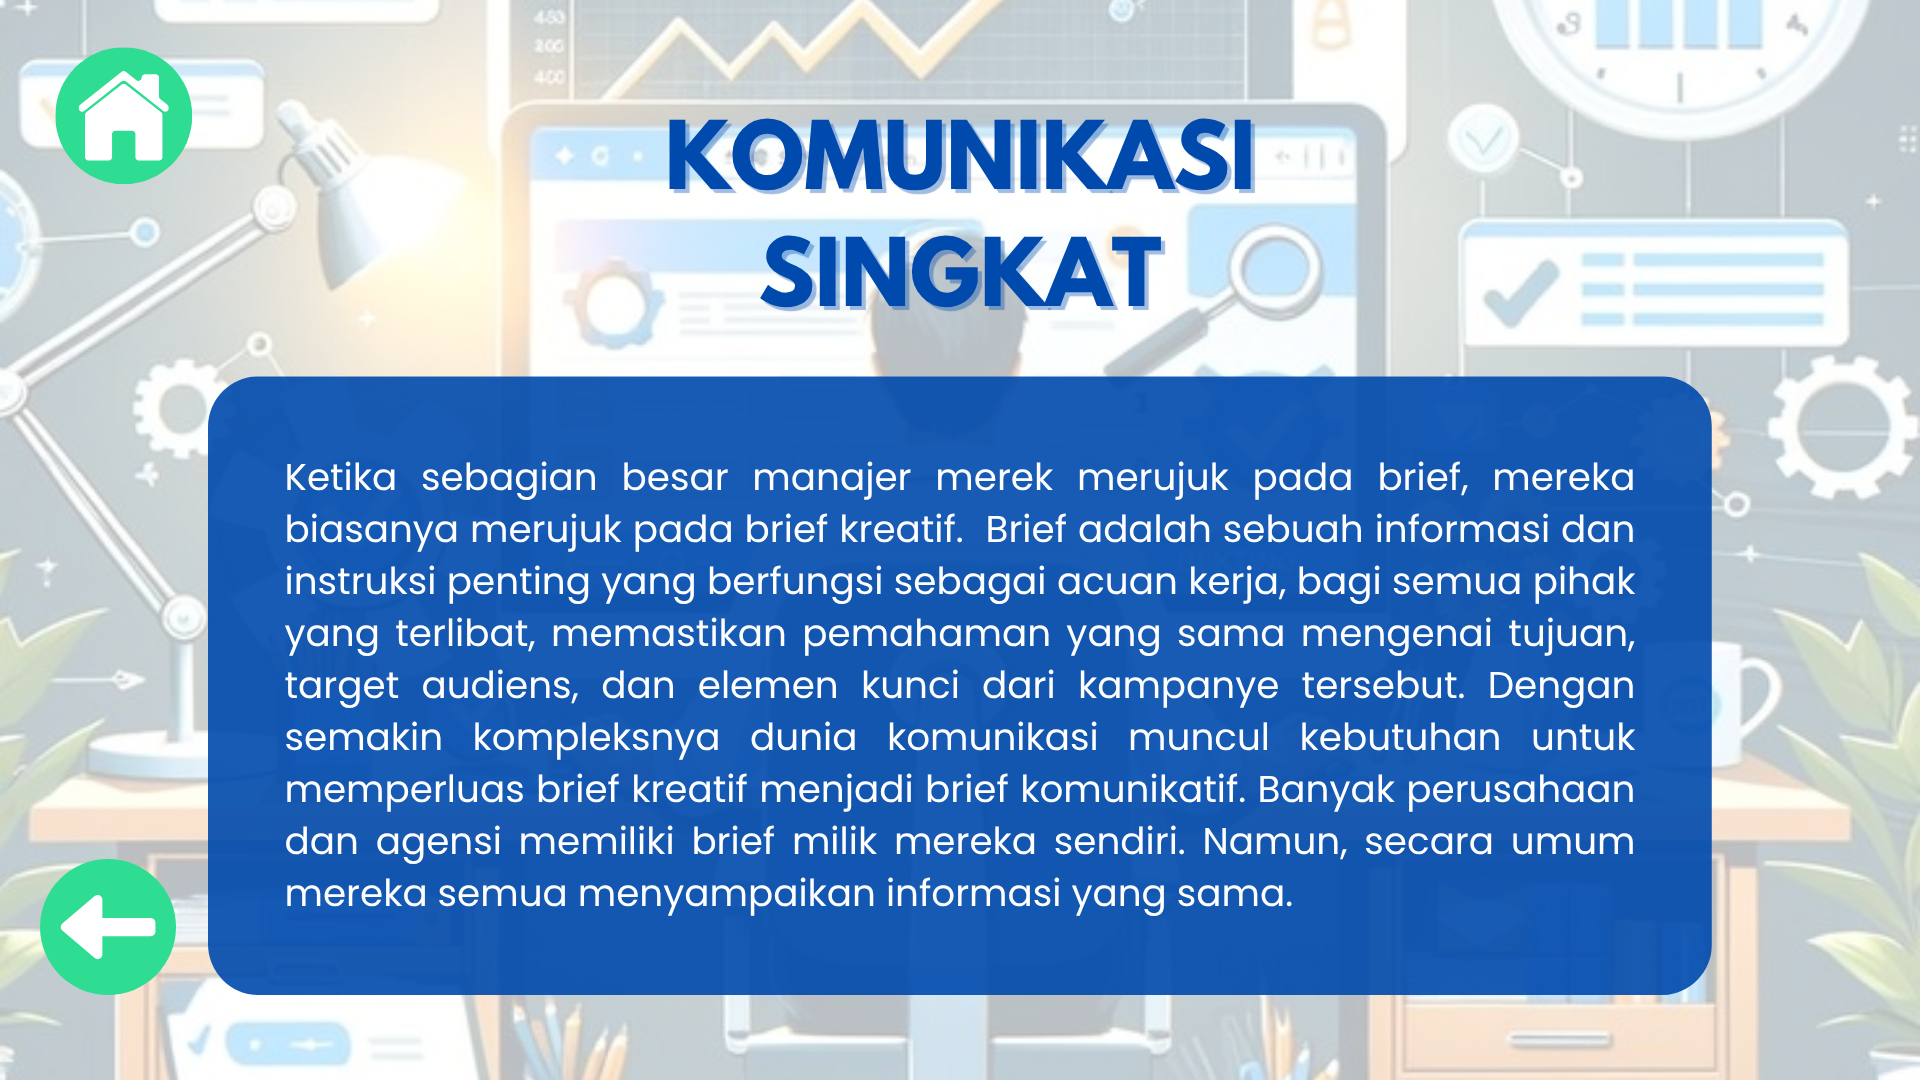 450
400
KOMUNIKASI
SINGKAT
Ketika sebagian besar manajer merek merujuk pada brief, mereka
biasanya merujuk pada brief kreatif. Brief adalah sebuah informasi dan
instruksi penting yang berfungsi sebagai acuan kerja, bagi semua pihak
yang terlibat, memastikan pemahaman yang sama mengenai tujuan,
target audiens, dan elemen kunci dari kampanye tersebut. Dengan
semakin kompleksnya dunia komunikasi muncul kebutuhan untuk
memperluas brief kreatif menjadi brief komunikatif. Banyak perusahaan
dan agensi memiliki brief milik mereka sendiri. Namun, secara umum
mereka semua menyampaikan informasi yang sama.